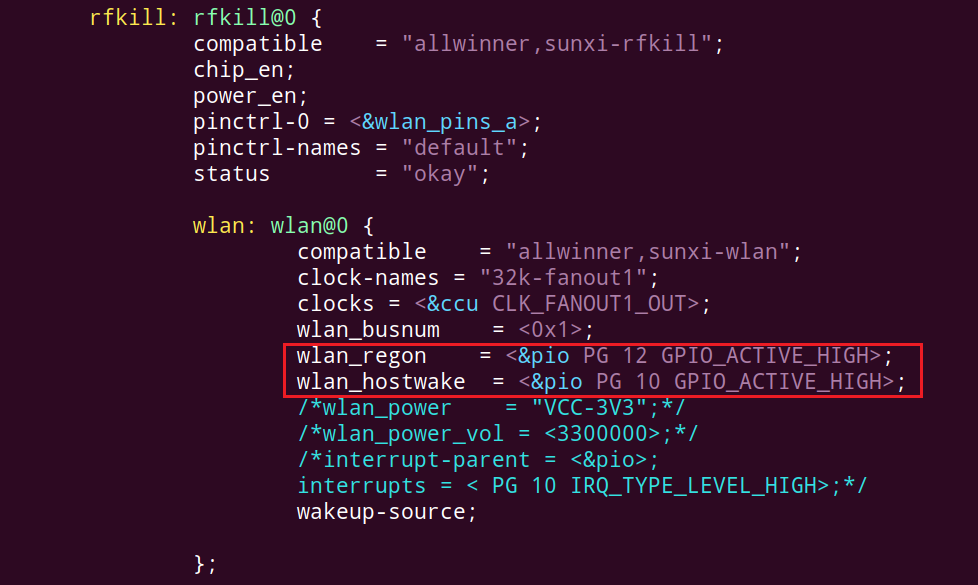 rfkill: rfkill@0 {
compatible = "allwinner,sunxi-rfkill";
chip_en;
power_en;
pinctrl-0 = <&wlan_pins_a>;
pinctrl-names = "default";
status = "okay";
wlan: wlan@0 {
compatible = "allwinner,sunxi-wlan";
clock-names = "32k-fanout1";
clocks = <&ccu CLK_FANOUT1_OUT>;
wlan_busnum = <0x1>;
wlan_regon = <&pio PG 12 GPIO_ACTIVE_HIGH>;
wlan_hostwake = <&pio PG 10 GPIO_ACTIVE_HIGH>;
/*wlan_power = "VCC-3V3";*/
/*wlan_power_vol = <3300000>;*/
/*interrupt-parent = <&pio>;
interrupts = < PG 10 IRQ_TYPE_LEVEL_HIGH>;*/
wakeup-source;
};